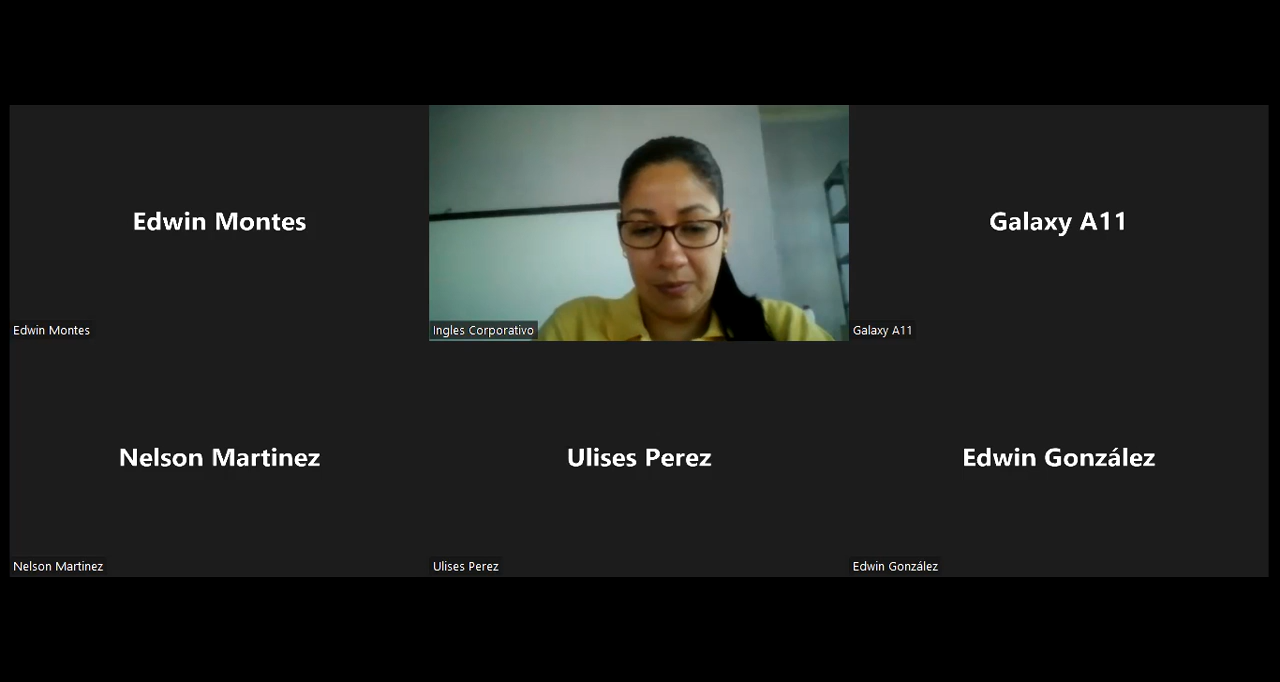 Edwin Montes
Galaxy A11
Edwin Montes
Ingles Corporativo
Galaxy A11
Nelson Martinez
Ulises Perez
Edwin González
Nelson Martinez
Ulises Perez
Edwin González